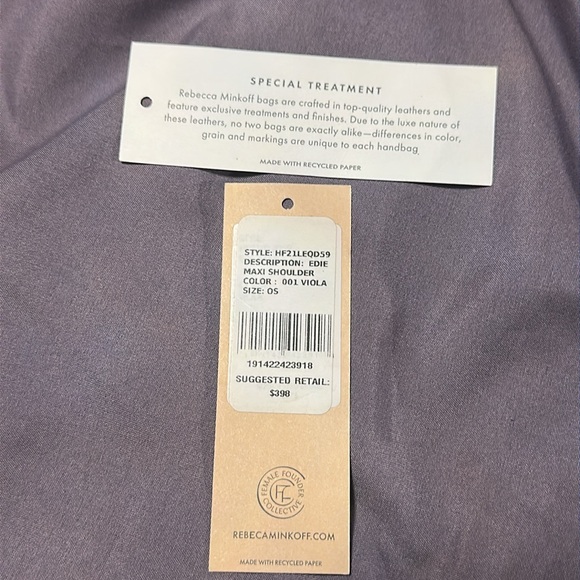 SPECIAL TREATMENT
Rebecca Minkoff bags are crafted in top-quality leathers and
feature exclusive treatments and finishes. Due to the luxe nature of
these leathers, no two bags are exactly alike—differences in color,
grain and markings are unique to each handbag.
MADE WITH RECYCLED PAPER
STYLE: HF21LEQD59
DESCRIPTION: EDIE
MAXI SHOULDER
COLOR : 001 VIOLA
SIZE: OS
191422423918
SUGGESTED RETAIL:
$398
FEMALE FOUNDER
COLLECTIVE
REBECAMINKOFF.COM
MADE WITH RECYCLED PAPER